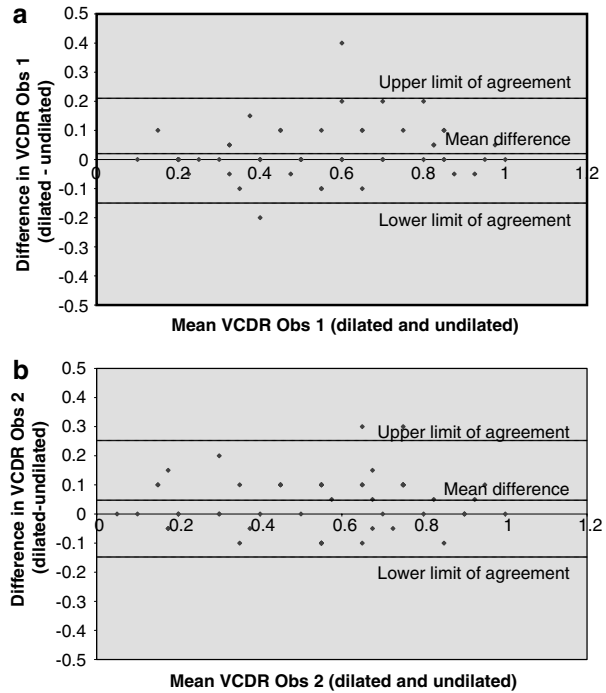 a
0.5
0.4
0.3
0.2
0.1
0
-0.1
-0.2
-0.3
-0.4
-0.5
Difference in VCDR Obs 1
(dilated - undilated)
Upper limit of agreement
Mean difference
Lower limit of agreement
0 0.2 0.4 0.6 0.8 1 1.2
Mean VCDR Obs 1 (dilated and undilated)
b
0.5
0.4
0.3
0.2
0.1
0
-0.1
-0.2
-0.3
-0.4
-0.5
Difference in VCDR Obs 2
(dilated-undilated)
Upper limit of agreement
Mean difference
Lower limit of agreement
0 0.2 0.4 0.6 0.8 1 1.2
Mean VCDR Obs 2 (dilated and undilated)